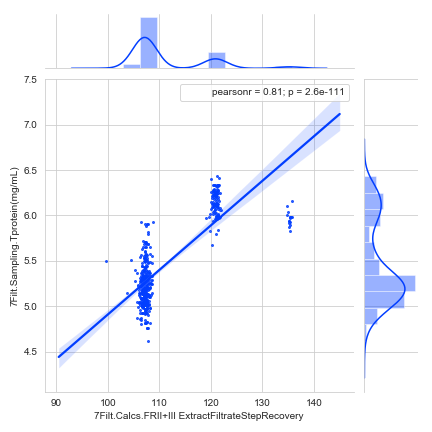 pearsonr = 0.81; p = 2.6e-111
7.5
7.0
6.5
6.0
5.5
5.0
4.5
7Filt.Sampling.Tprotein(mg/mL)
90 100 110 120 130 140
7Filt.Calcs.FRII+III ExtractFiltrateStepRecovery